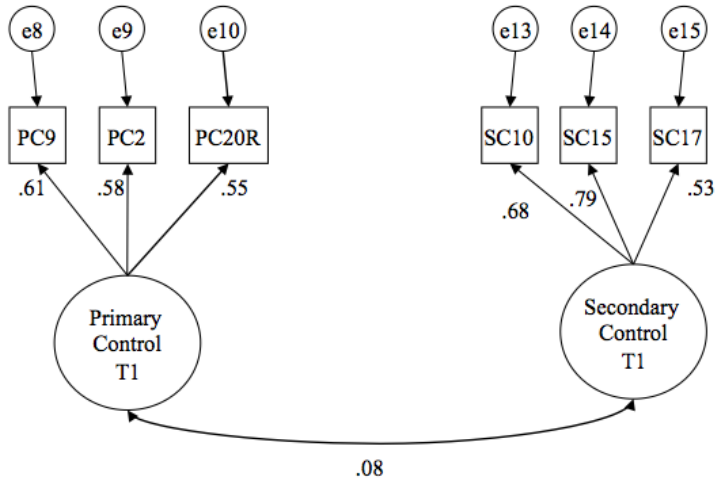 e8
e9
e10
e13
e14
e15
PC9
PC2
PC20R
SC10
SC15
SC17
.61
.58
.55
.68
.79
.53
Primary
Control
T1
Secondary
Control
T1
.08